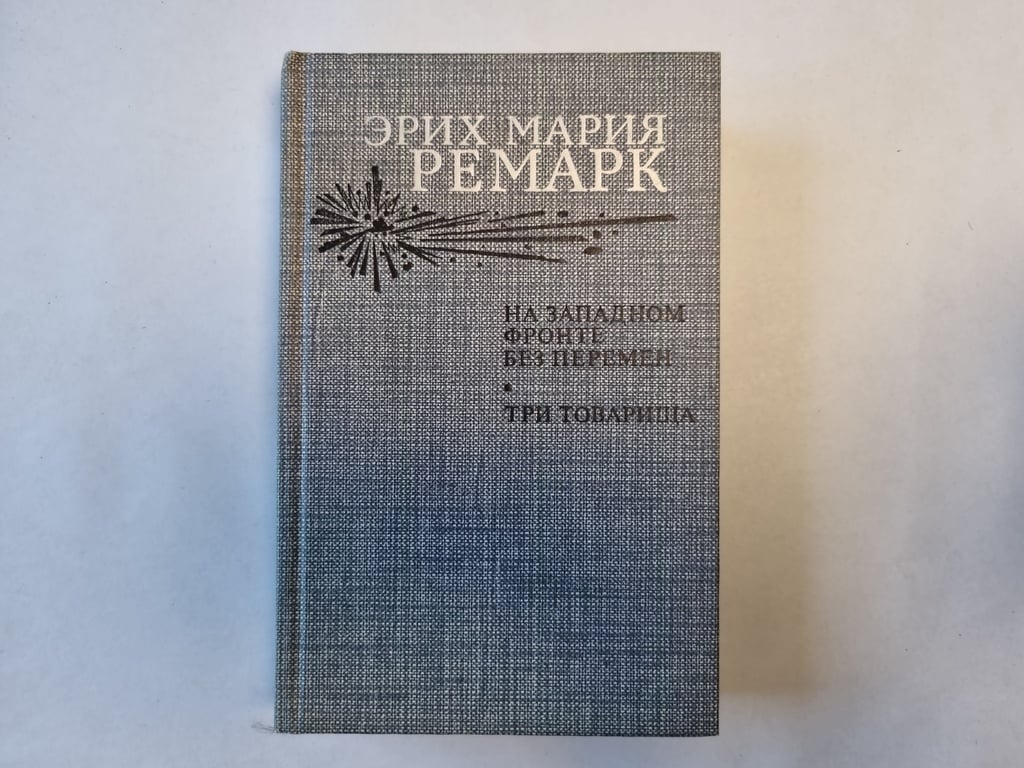 ЭРИХ МАРИЯ
РЕМАРК
НА ЗАПАДНОМ
ФРОНТЕ
БЕЗ ПЕРЕМЕН
•
ТРИ ТОВАРИЩА